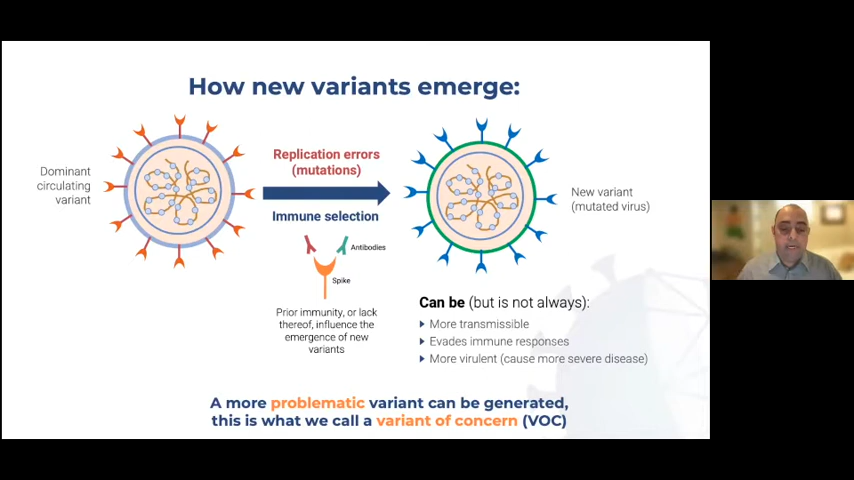 How new variants emerge:
Dominant
circulating
variant
Replication errors
(mutations)
Immune selection
Antibodies
Spike
Prior immunity, or lack
thereof, influence the
emergence of new
variants
New variant
(mutated virus)
Can be (but is not always):
More transmissible
Evades immune responses
More virulent (cause more severe disease)
A more problematic variant can be generated,
this is what we call a variant of concern (VOC)